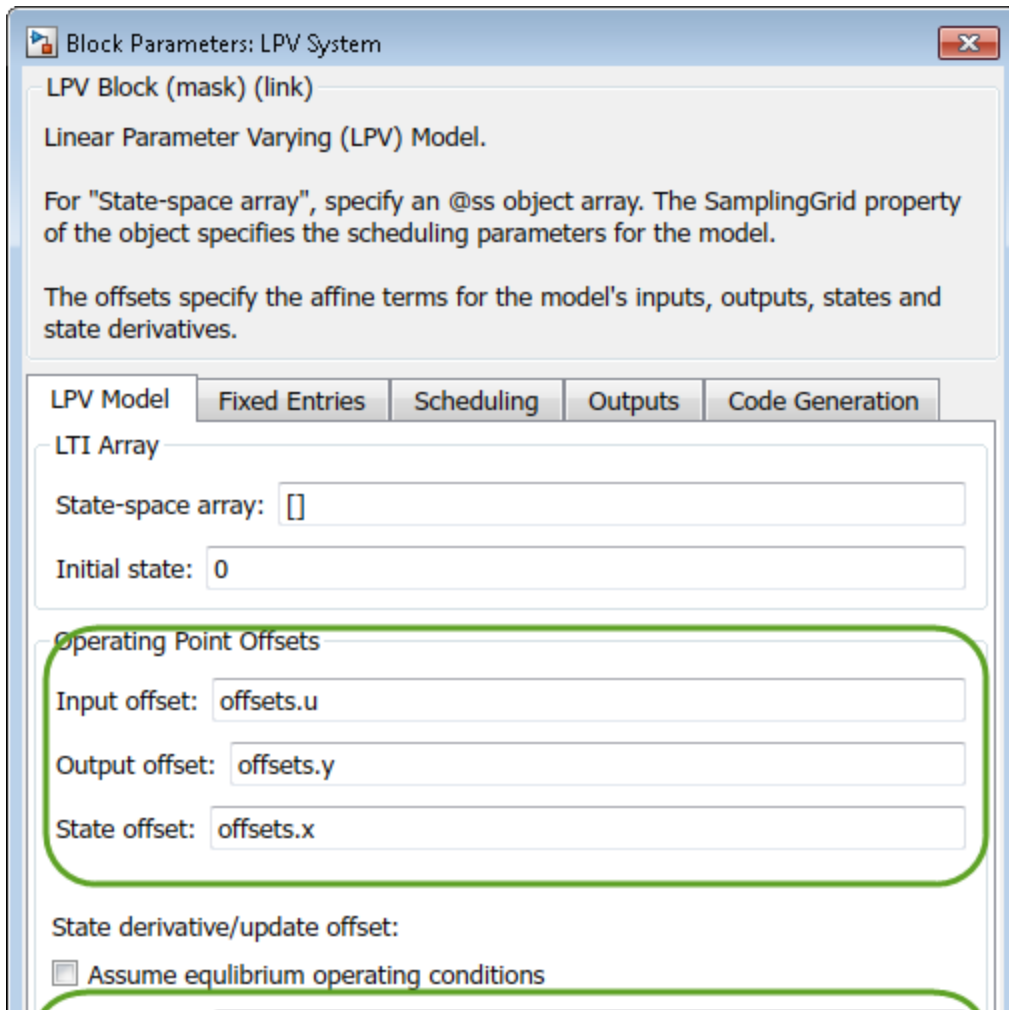 Block Parameters: LPV System
LPV Block (mask) (link)
Linear Parameter Varying (LPV) Model.
For "State-space array", specify an @ss object array. The SamplingGrid property
of the object specifies the scheduling parameters for the model.
The offsets specify the affine terms for the model's inputs, outputs, states and
state derivatives.
LPV Model Fixed Entries Scheduling Outputs Code Generation
LTI Array
State-space array: []
Initial state: 0
Operating Point Offsets
Input offset: offsets.u
Output offset: offsets.y
State offset: offsets.x
State derivative/update offset:
Assume equlibrium operating conditions